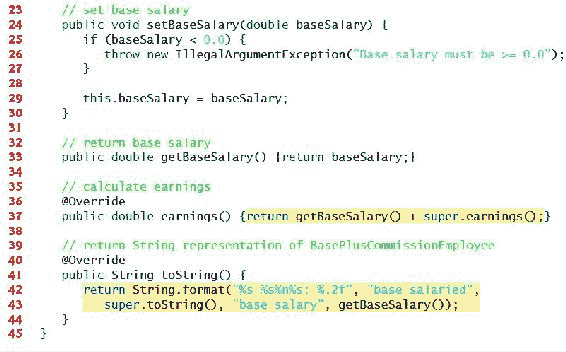 23 // set base salary
24 public void setBaseSalary(double baseSalary) {
25 if (baseSalary < 0.0) {
26 throw new IllegalArgumentException("Base salary must be >= 0.0");
27 }
28
29 this.baseSalary = baseSalary;
30 }
31
32 // return base salary
33 public double getBaseSalary() {return baseSalary;}
34
35 // calculate earnings
36 @Override
37 public double earnings() {return getBaseSalary() + super.earnings();}
38
39 // return String representation of BasePlusCommissionEmployee
40 @Override
41 public String toString() {
42 return String.format("%s %s%n%s: %.2f", "base salaried",
43 super.toString(), "base salary", getBaseSalary());
44 }
45 }